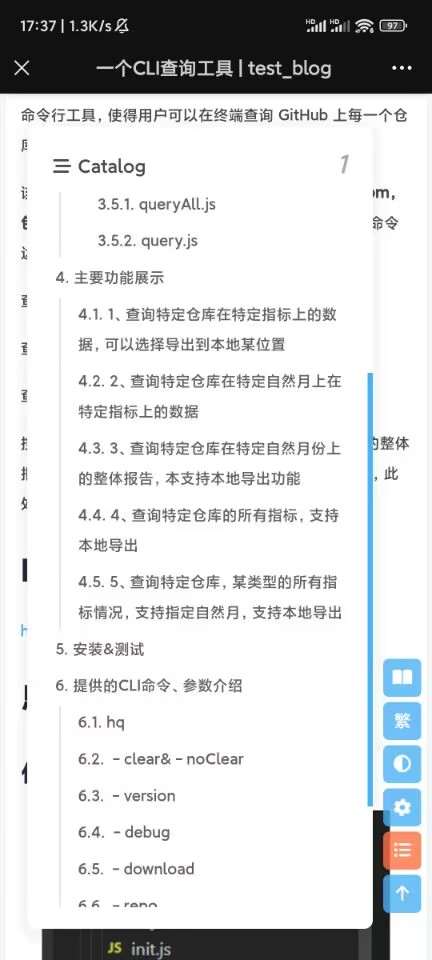 17:37 | 1.3K/s
HD HD 97
一个CLI查询工具 | test_blog
命令行工具，使得用户可以在终端查询 GitHub 上每一个仓
Catalog
1
3.5.1. queryAll.js
om,
3.5.2. query.js
命令
4. 主要功能展示
4.1. 1、查询特定仓库在特定指标上的数
据，可以选择导出到本地某位置
4.2. 2、查询特定仓库在特定自然月上在
特定指标上的数据
4.3. 3、查询特定仓库在特定自然月份上
的整体
的整体报告，本支持本地导出功能
，此
4.4. 4、查询特定仓库的所有指标，支持
本地导出
4.5. 5、查询特定仓库，某类型的所有指
标情况，支持指定自然月，支持本地导出
5. 安装&测试
6. 提供的CLI命令、参数介绍
6.1. hq
繁
6.2. －clear&－noClear
6.3. －version
6.4. －debug
6.5. －download
6.6. －repo
JS init.js